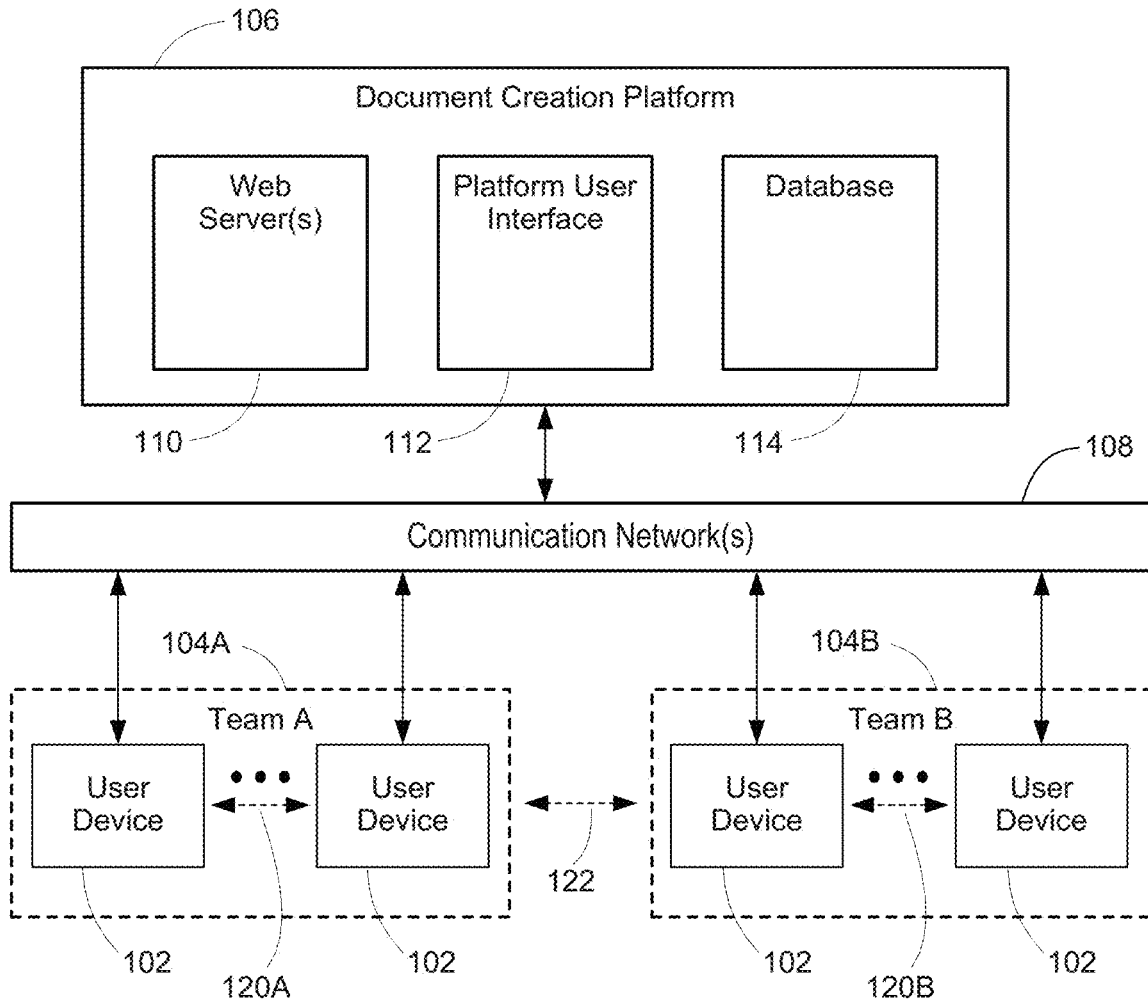 106
Document Creation Platform
Web
Server(s)
Platform User
Interface
Database
110
112
114
108
Communication Network(s)
104A
104B
Team A
Team B
User
Device
User
Device
User
Device
User
Device
122
102
120A
102
102
120B
102